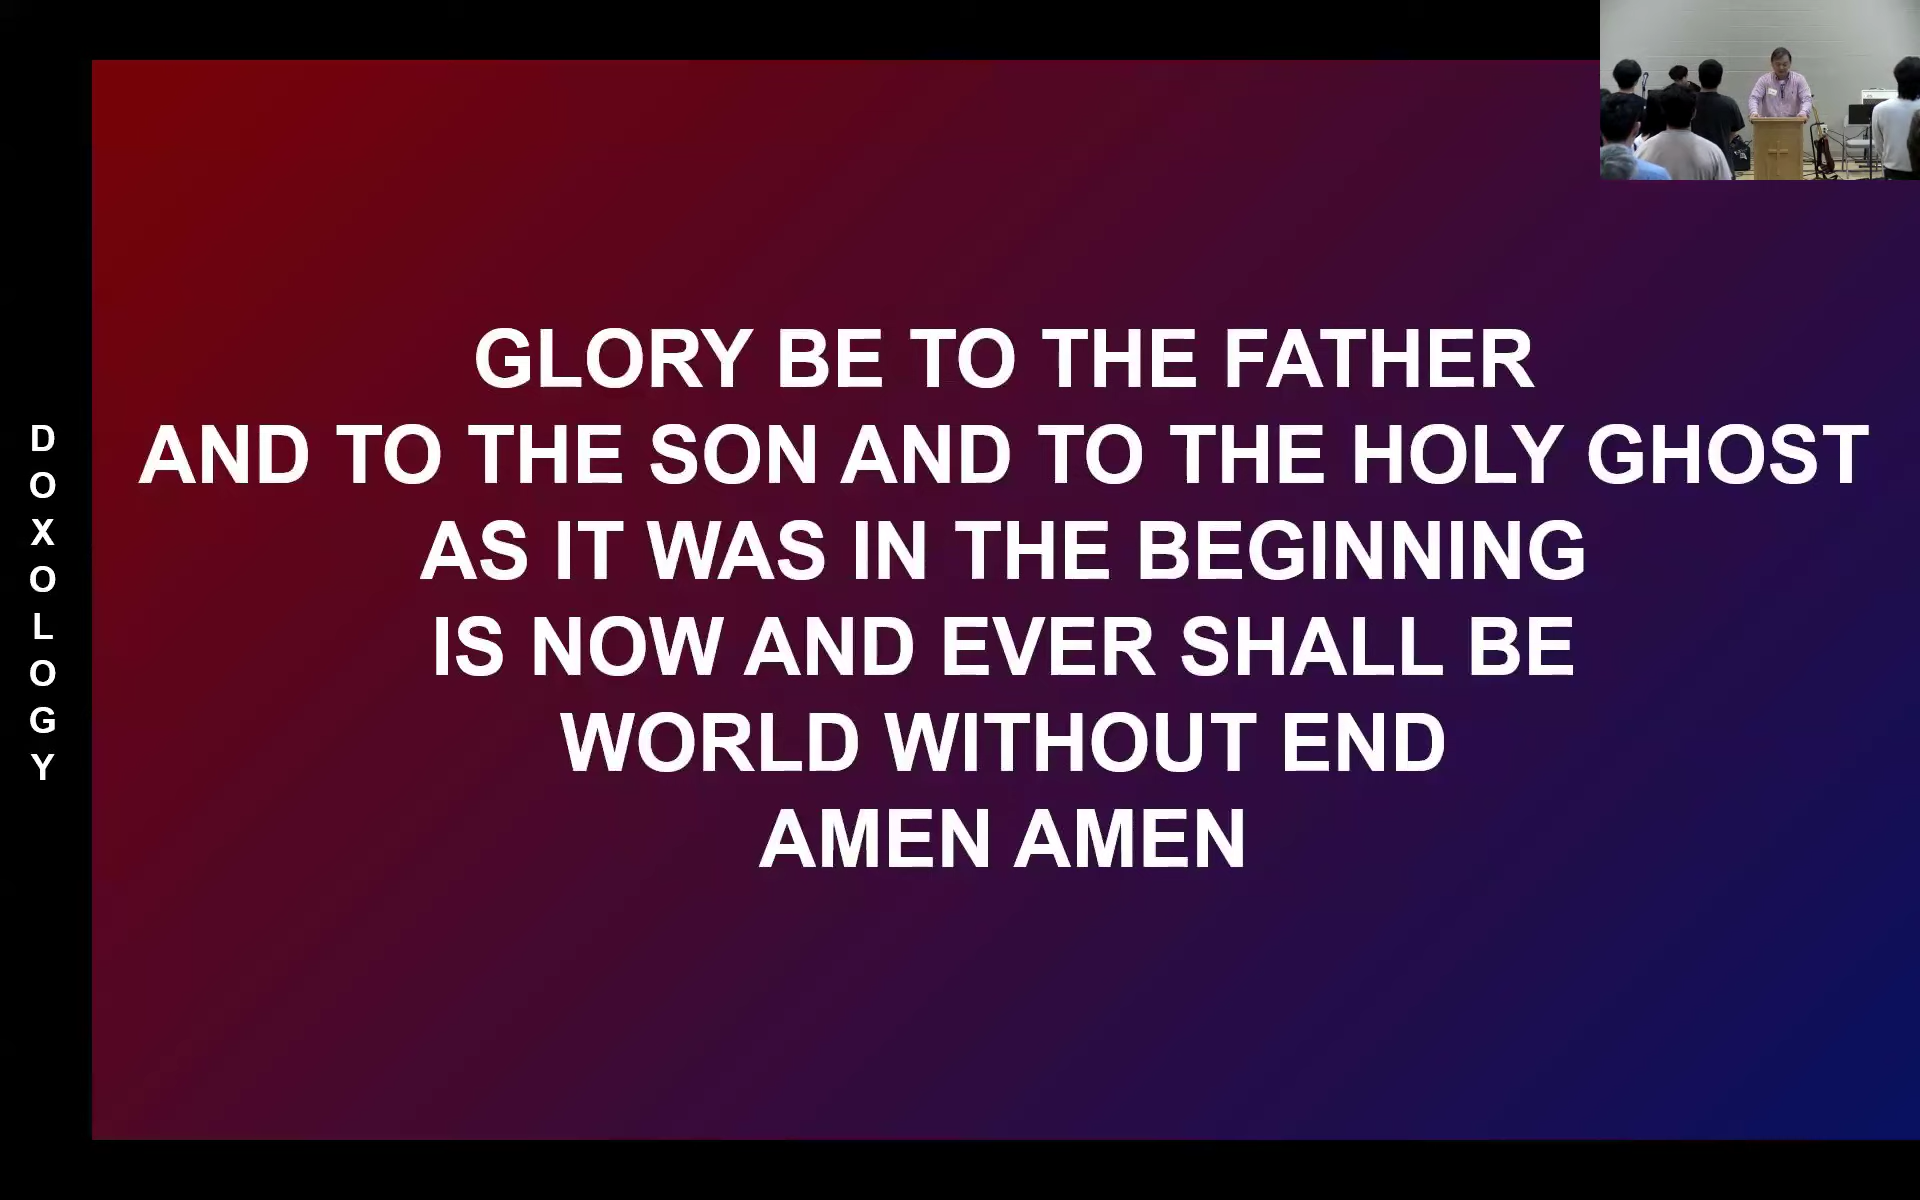 DOXOLOGY
GLORY BE TO THE FATHER
AND TO THE SON AND TO THE HOLY GHOST
AS IT WAS IN THE BEGINNING
IS NOW AND EVER SHALL BE
WORLD WITHOUT END
AMEN AMEN